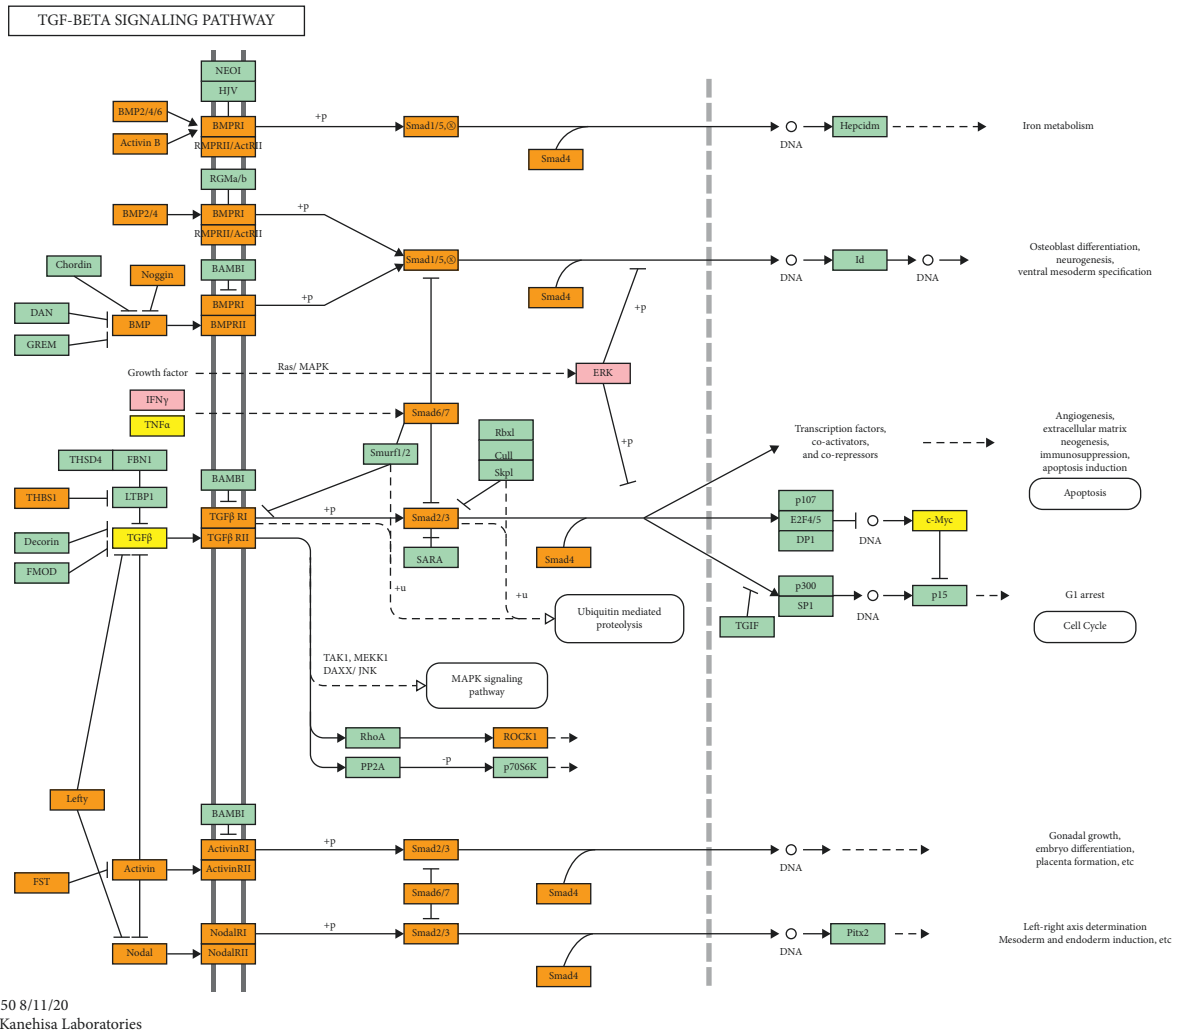 TGF-BETA SIGNALING PATHWAY
NEOI
HJV
BMP2/4/6
Activin B
BMPRI
RMPRII/ActRII
+p
Smad1/5,⑧
Smad4
DNA
Hepcidm
Iron metabolism
RGMa/b
BMP2/4
BMPRI
RMPRII/ActRII
+p
Chordin
Noggin
BAMBI
DAN
GREM
BMP
BMPRI
BMPRII
+p
Smad1/5,⑧
Smad4
+p
DNA
Id
DNA
Osteoblast differentiation,
neurogenesis,
ventral mesoderm specification
Growth factor
Ras/ MAPK
ERK
IFNγ
TNFα
Smad6/7
Smurf1/2
Rbxl
Cull
Skpl
+p
Transcription factors,
co-activators,
and co-repressors
Angiogenesis,
extracellular matrix
neogenesis,
immunosuppression,
apoptosis induction
Apoptosis
THSD4
FBN1
THBS1
LTBP1
BAMBI
Decorin
TGFβ
FMOD
TGFβ RI
TGFβ RII
+p
Smad2/3
SARA
Smad4
+u
+u
Ubiquitin mediated
proteolysis
p107
E2F4/5
DP1
DNA
c-Myc
p300
SP1
TGIF
DNA
p15
G1 arrest
Cell Cycle
TAK1, MEKK1
DAXX/ JNK
MAPK signaling
pathway
RhoA
ROCK1
PP2A
-p
p70S6K
Lefty
BAMBI
FST
Activin
ActivinRI
ActivinRII
+p
Smad2/3
Smad4
DNA
Gonadal growth,
embryo differentiation,
placenta formation, etc
Smad6/7
Nodal
NodalRI
NodalRII
+p
Smad2/3
Smad4
DNA
Pitx2
Left-right axis determination
Mesoderm and endoderm induction, etc
50 8/11/20
Kanehisa Laboratories